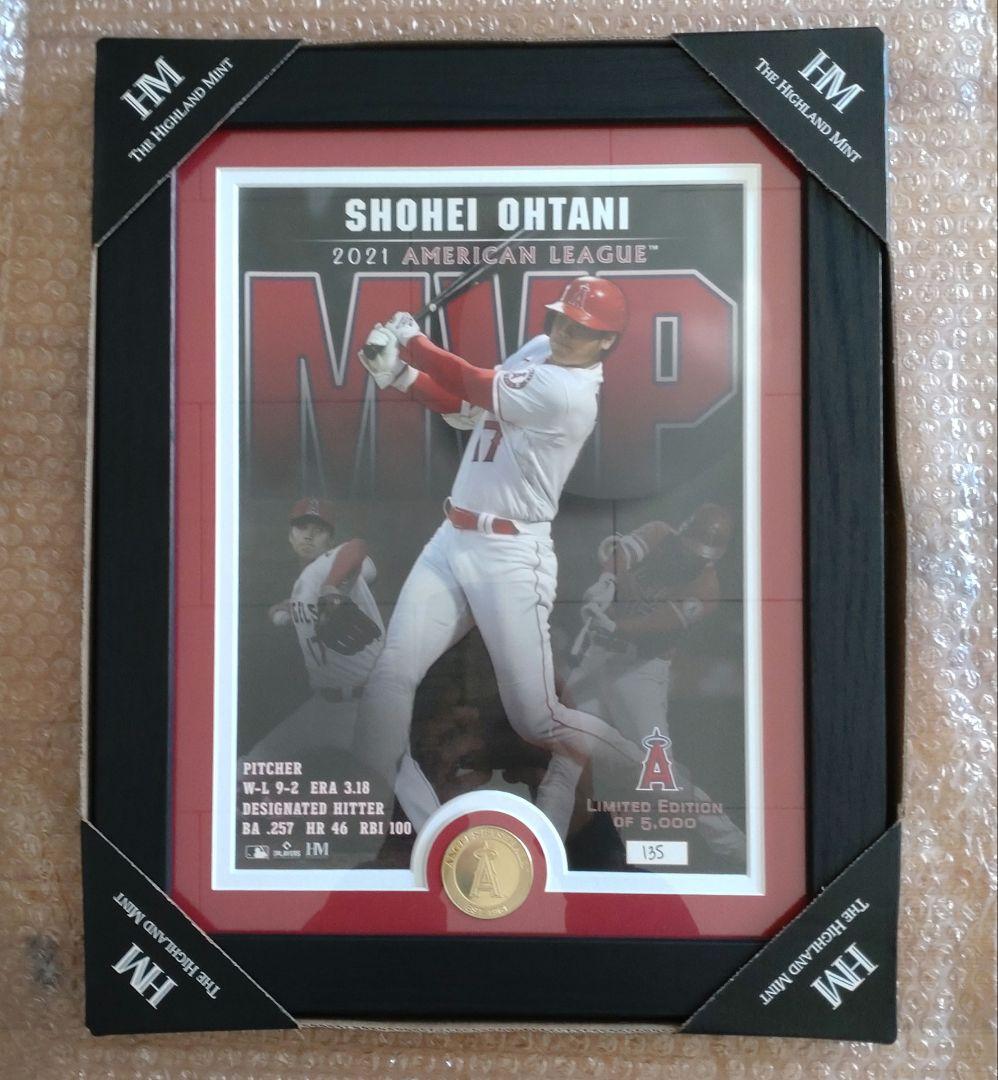 HM
THE HIGHLAND MINT
HM
THE HIGHLAND MINT
SHOHEI OHTANI
2021 AMERICAN LEAGUE™
MVP
A
17
17
PITCHER
W-L 9-2 ERA 3.18
DESIGNATED HITTER
BA .257 HR 46 RBI 100
PLAYERS HM
A
LIMITED EDITION
OF 5,000
135
A
HM
THE HIGHLAND MINT
HM
THE HIGHLAND MINT